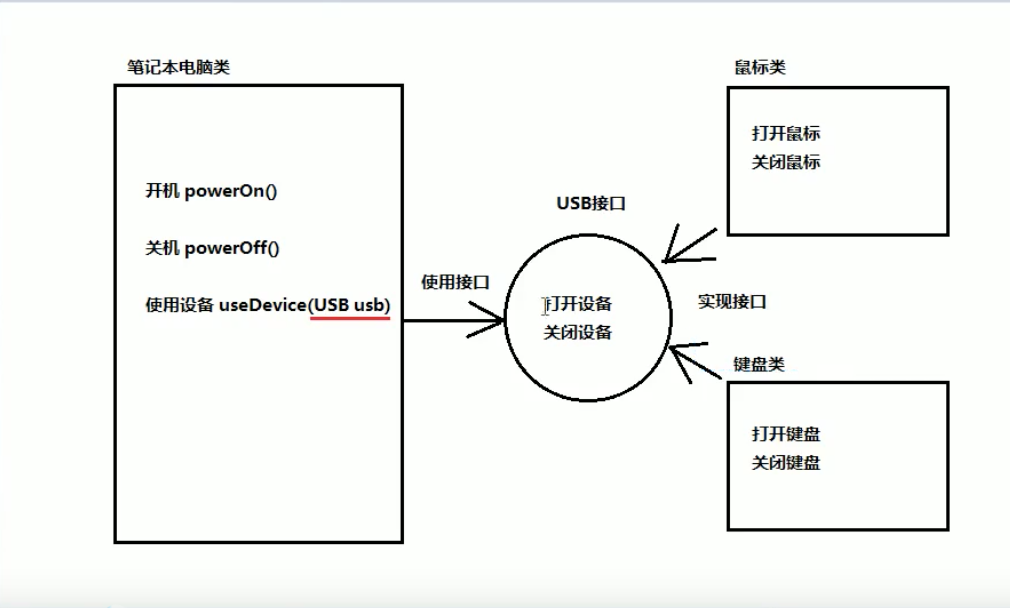 笔记本电脑类
开机 powerOn()
关机 powerOff()
使用设备 useDevice(USB usb)
使用接口
USB接口
打开设备
关闭设备
实现接口
鼠标类
打开鼠标
关闭鼠标
键盘类
打开键盘
关闭键盘